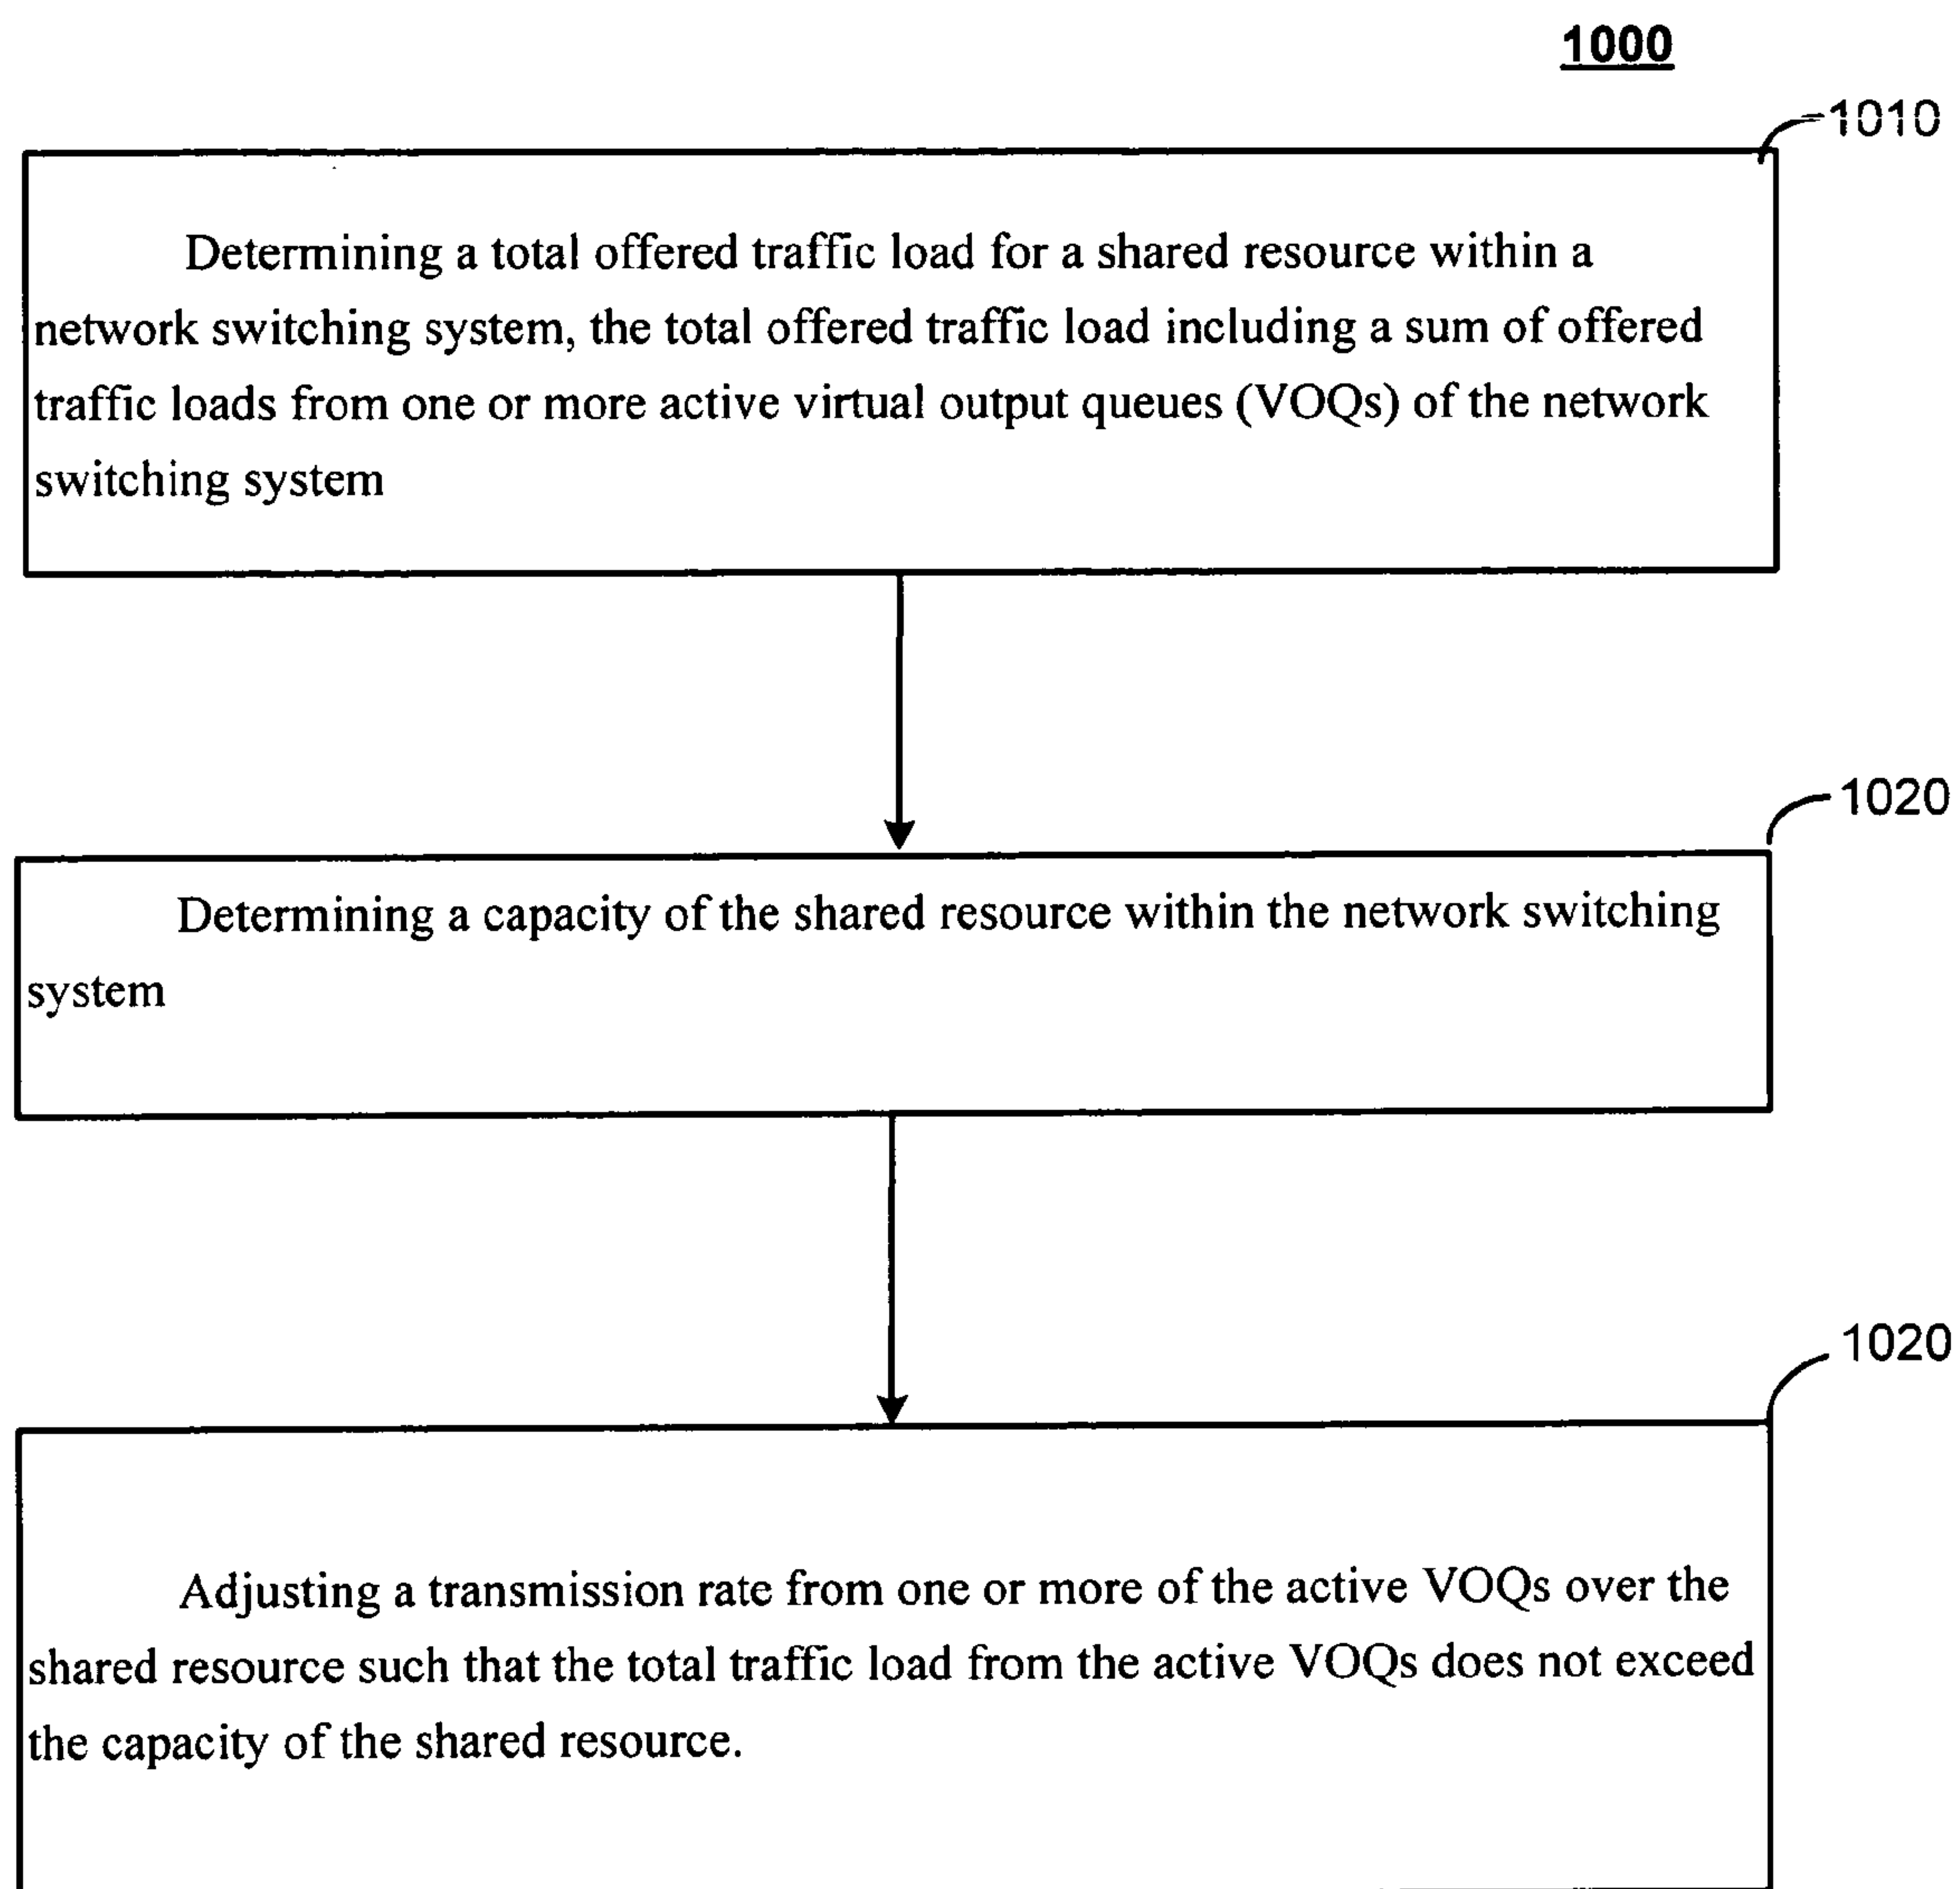 1000
1010
Determining a total offered traffic load for a shared resource within a
network switching system, the total offered traffic load including a sum of offered
traffic loads from one or more active virtual output queues (VOQs) of the network
switching system
1020
Determining a capacity of the shared resource within the network switching
system
1020
Adjusting a transmission rate from one or more of the active VOQs over the
shared resource such that the total traffic load from the active VOQs does not exceed
the capacity of the shared resource.